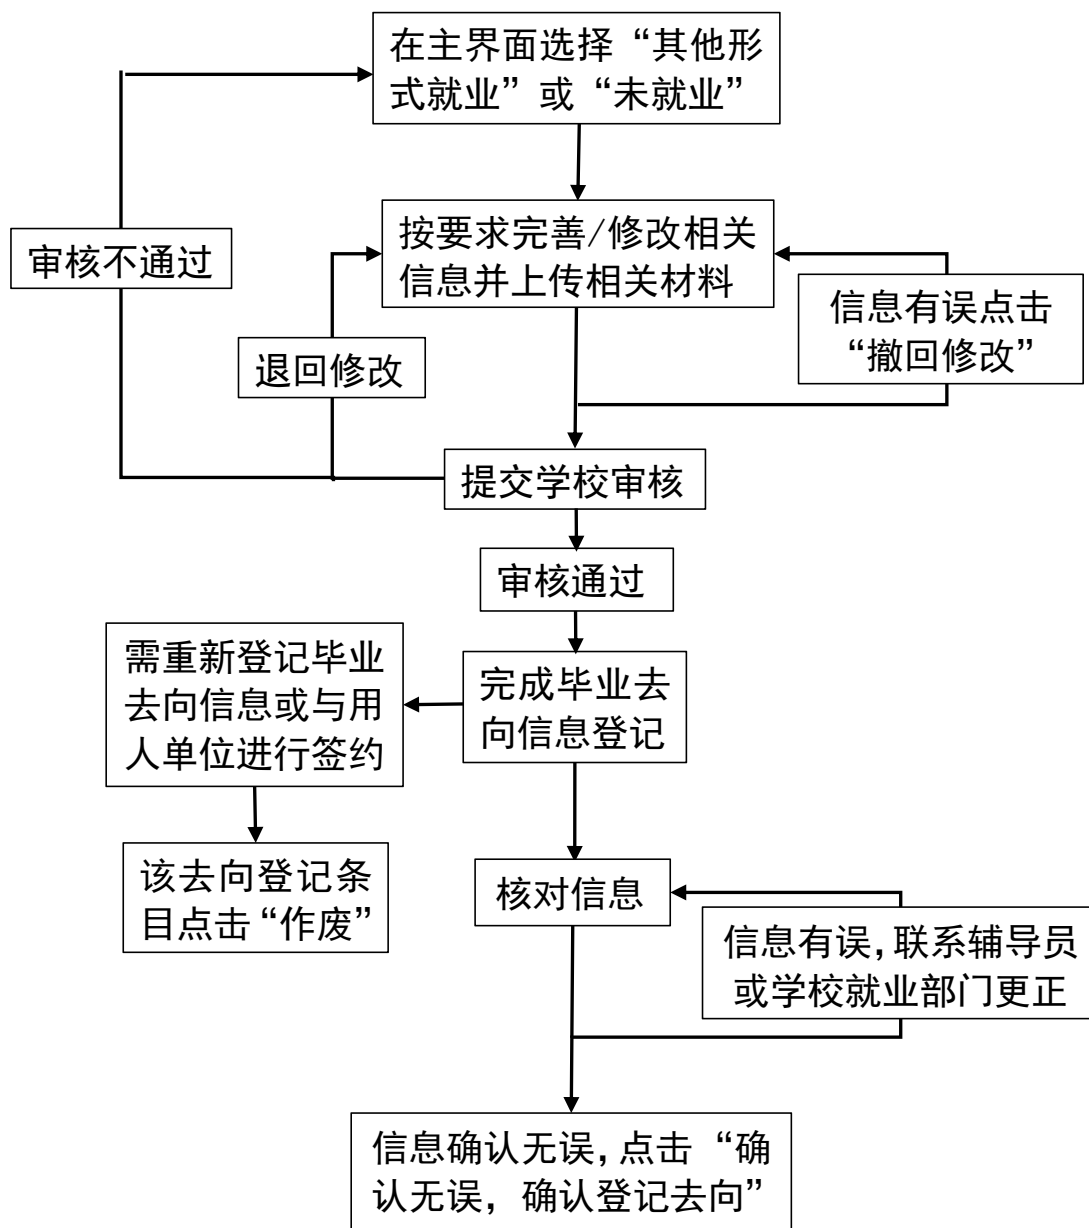 在主界面选择“其他形
式就业”或“未就业”
审核不通过
按要求完善/修改相关
信息并上传相关材料
信息有误点击
“撤回修改”
退回修改
提交学校审核
审核通过
需重新登记毕业
去向信息或与用
人单位进行签约
完成毕业去
向信息登记
该去向登记条
目点击“作废”
核对信息
信息有误,联系辅导员
或学校就业部门更正
信息确认无误,点击“确
认无误，确认登记去向”